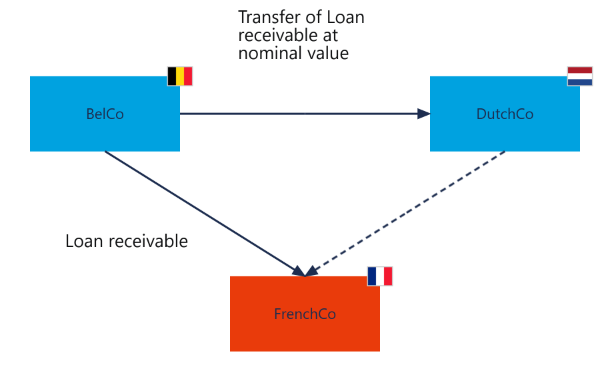 Transfer of Loan
receivable at
nominal value
BelCo
DutchCo
Loan receivable
FrenchCo